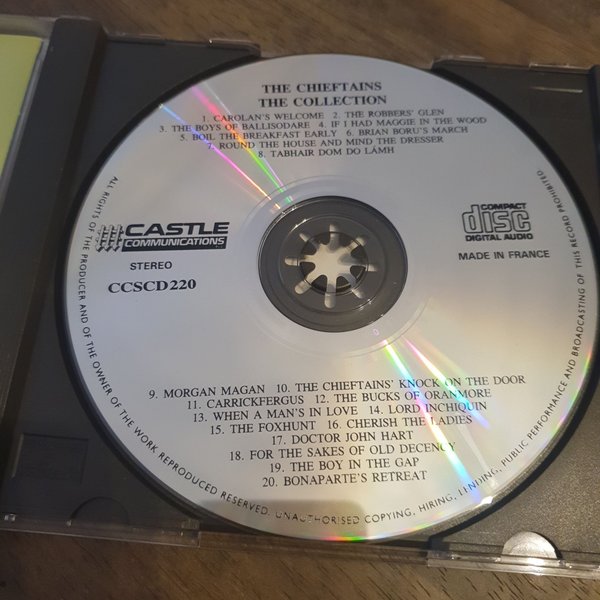 THE CHIEFTAINS
THE COLLECTION
1. CAROLAN'S WELCOME 2. THE ROBBERS' GLEN
3. THE BOYS OF BALLISODARE 4. IF I HAD MAGGIE IN THE WOOD
5. BOIL THE BREAKFAST EARLY 6. BRIAN BORU'S MARCH
7. ROUND THE HOUSE AND MIND THE DRESSER
8. TABHAIR DOM DO LÁMH
CASTLE
COMMUNICATIONS
STEREO
CCSCD220
COMPACT
disc
DIGITAL AUDIO
MADE IN FRANCE
9. MORGAN MAGAN 10. THE CHIEFTAINS' KNOCK ON THE DOOR
11. CARRICKFERGUS 12. THE BUCKS OF ORANMORE
13. WHEN A MAN'S IN LOVE 14. LORD INCHIQUIN
15. THE FOXHUNT 16. CHERISH THE LADIES
17. DOCTOR JOHN HART
18. FOR THE SAKES OF OLD DECENCY
19. THE BOY IN THE GAP
20. BONAPARTE'S RETREAT
ALL RIGHTS OF THE PRODUCER AND OF THE OWNER OF THE WORK REPRODUCED RESERVED. UNAUTHORISED COPYING, HIRING, LENDING, PUBLIC PERFORMANCE AND BROADCASTING OF THIS RECORD PROHIBITED